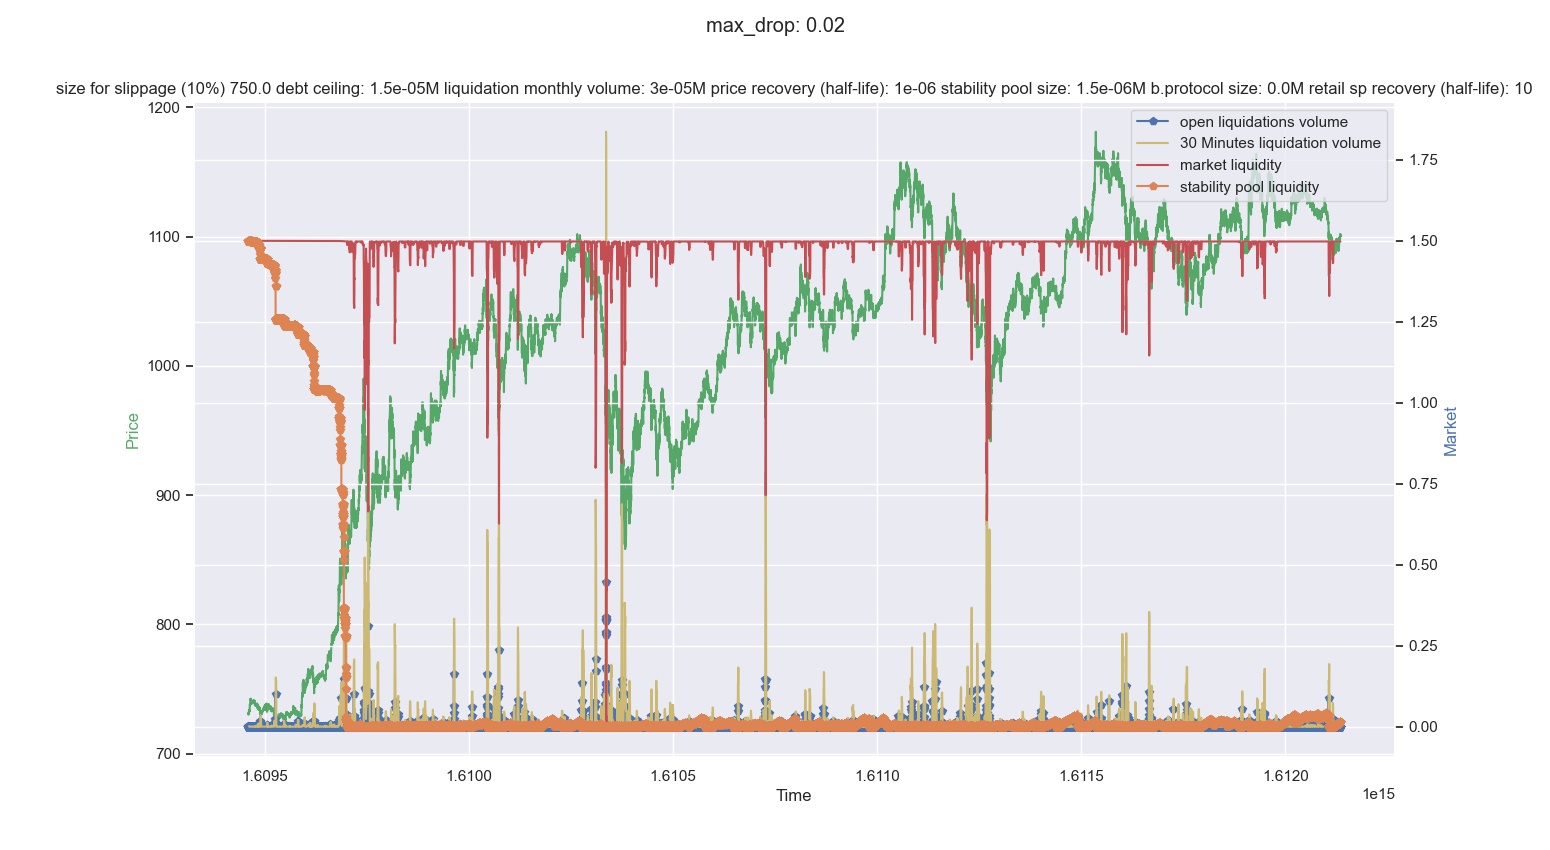 max_drop: 0.02
size for slippage (10%) 750.0 debt ceiling: 1.5e-05M liquidation monthly volume: 3e-05M price recovery (half-life): 1e-06 stability pool size: 1.5e-06M b.protocol size: 0.0M retail sp recovery (half-life): 10
1200
1100
1000
900
800
700
Price
open liquidations volume
30 Minutes liquidation volume
market liquidity
stability pool liquidity
1.75
1.50
1.25
1.00
0.75
0.50
0.25
0.00
Market
1.6095
1.6100
1.6105
1.6110
1.6115
1.6120
Time
1e15